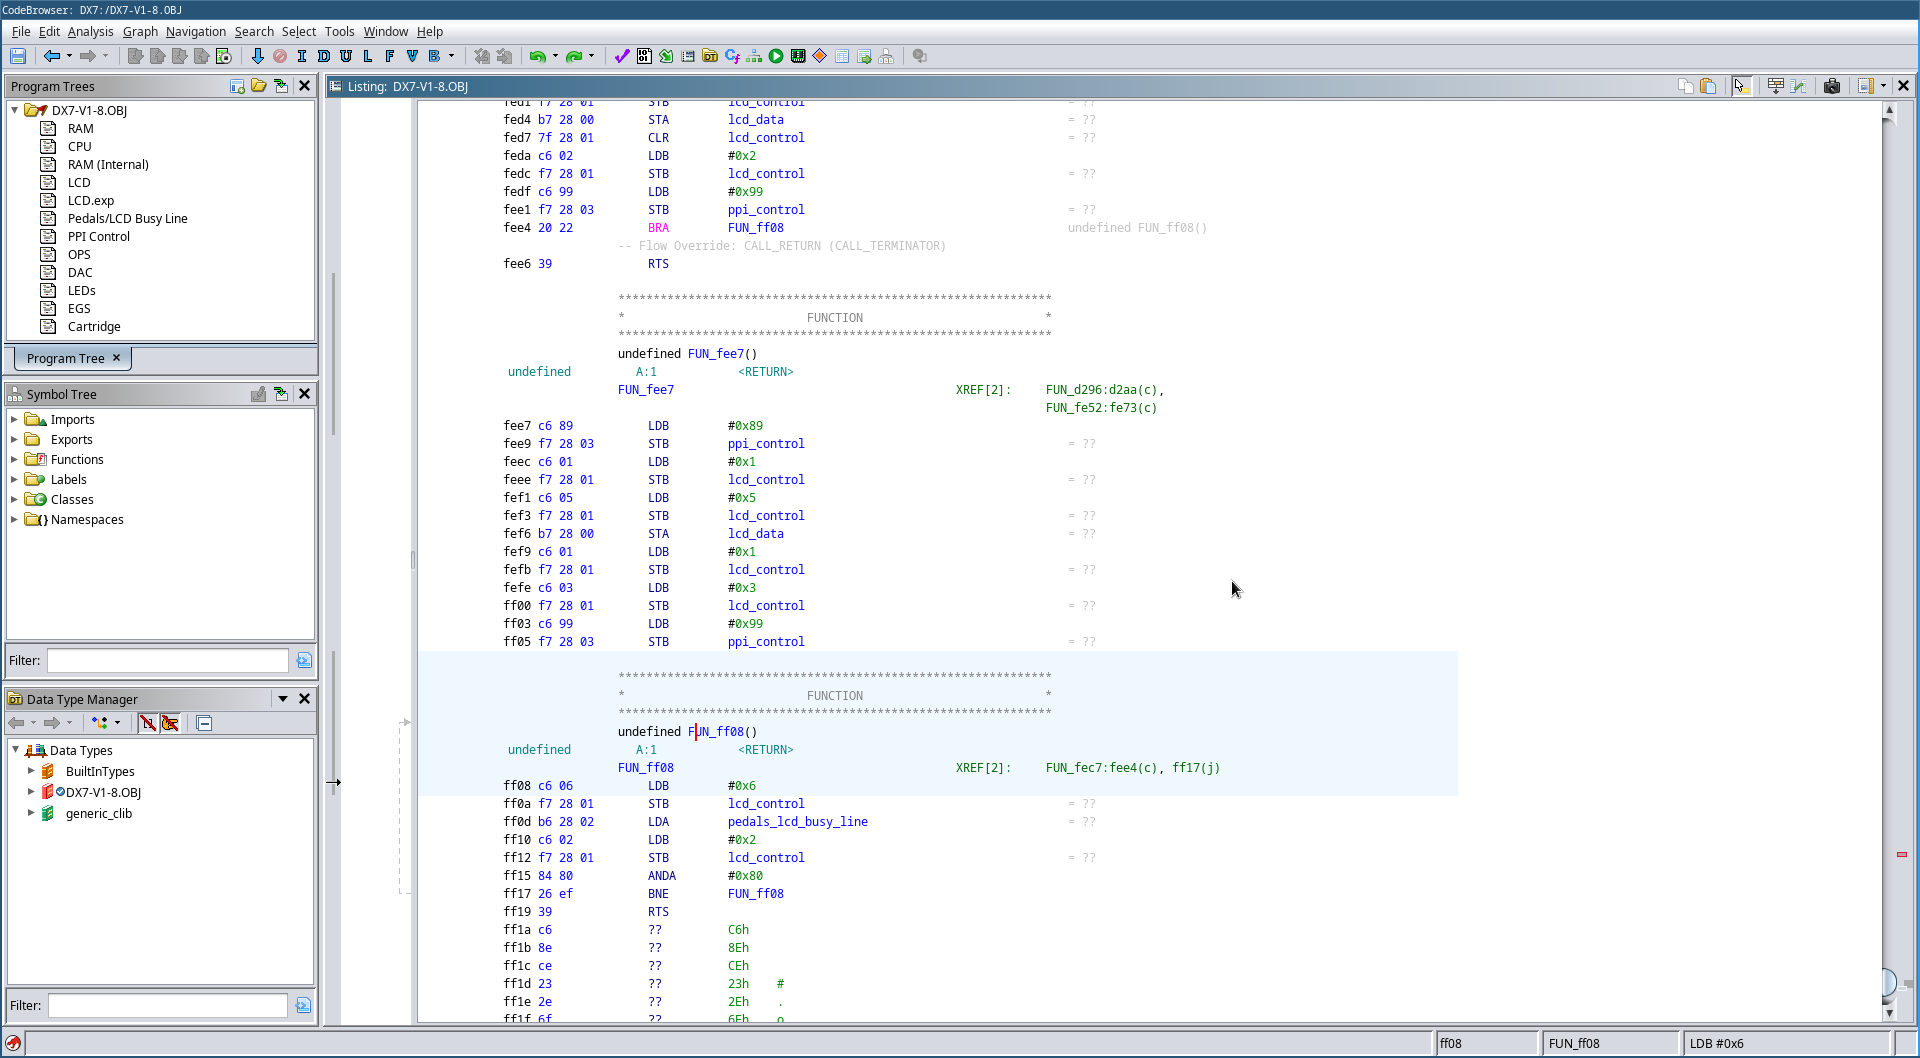 CodeBrowser: DX7:/DX7-V1-8.OBJ
File Edit Analysis Graph Navigation Search Select Tools Window Help
I D U L F V B
Program Trees
DX7-V1-8.OBJ
RAM
CPU
RAM (Internal)
LCD
LCD.exp
Pedals/LCD Busy Line
PPI Control
OPS
DAC
LEDs
EGS
Cartridge
Program Tree
Symbol Tree
Imports
Exports
Functions
Labels
Classes
Namespaces
Filter:
Data Type Manager
Data Types
BuiltInTypes
DX7-V1-8.OBJ
generic_clib
Filter:
Listing: DX7-V1-8.OBJ
fed1 f7 28 01 STB lcd_control = ??
fed4 b7 28 00 STA lcd_data = ??
fed7 7f 28 01 CLR lcd_control = ??
feda c6 02 LDB #0x2
fedc f7 28 01 STB lcd_control = ??
fedf c6 99 LDB #0x99
fee1 f7 28 03 STB ppi_control = ??
fee4 20 22 BRA FUN_ff08 undefined FUN_ff08()
-- Flow Override: CALL_RETURN (CALL_TERMINATOR)
fee6 39 RTS
**************************************************************
* FUNCTION *
**************************************************************
undefined FUN_fee7()
undefined A:1 <RETURN>
FUN_fee7 XREF[2]: FUN_d296:d2aa(c),
FUN_fe52:fe73(c)
fee7 c6 89 LDB #0x89
fee9 f7 28 03 STB ppi_control = ??
feec c6 01 LDB #0x1
feee f7 28 01 STB lcd_control = ??
fef1 c6 05 LDB #0x5
fef3 f7 28 01 STB lcd_control = ??
fef6 b7 28 00 STA lcd_data = ??
fef9 c6 01 LDB #0x1
fefb f7 28 01 STB lcd_control = ??
fefe c6 03 LDB #0x3
ff00 f7 28 01 STB lcd_control = ??
ff03 c6 99 LDB #0x99
ff05 f7 28 03 STB ppi_control = ??
**************************************************************
* FUNCTION *
**************************************************************
undefined FUN_ff08()
undefined A:1 <RETURN>
FUN_ff08 XREF[2]: FUN_fec7:fee4(c), ff17(j)
ff08 c6 06 LDB #0x6
ff0a f7 28 01 STB lcd_control = ??
ff0d b6 28 02 LDA pedals_lcd_busy_line = ??
ff10 c6 02 LDB #0x2
ff12 f7 28 01 STB lcd_control = ??
ff15 84 80 ANDA #0x80
ff17 26 ef BNE FUN_ff08
ff19 39 RTS
ff1a c6 ?? C6h
ff1b 8e ?? 8Eh
ff1c ce ?? CEh
ff1d 23 ?? 23h #
ff1e 2e ?? 2Eh .
ff1f 6f ?? 6Fh o
ff08 FUN_ff08 LDB #0x6